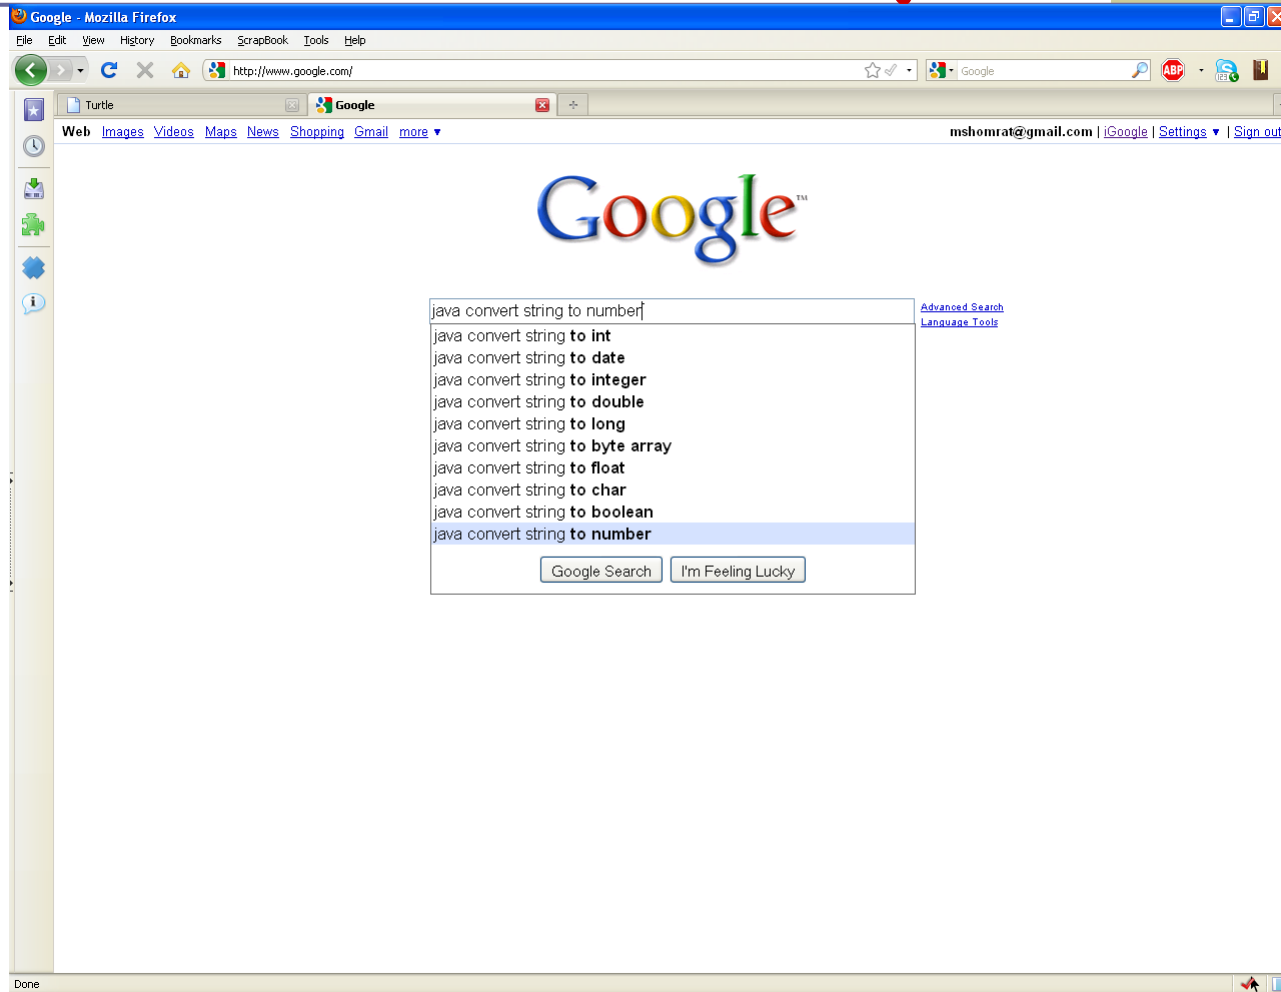 Google - Mozilla Firefox
File Edit View History Bookmarks ScrapBook Tools Help
http://www.google.com/ Google ABP 123
Turtle Google
Web Images Videos Maps News Shopping Gmail more ▼ mshomrat@gmail.com | iGoogle | Settings ▼ | Sign out
Google™
java convert string to number Advanced Search
Language Tools
java convert string to int
java convert string to date
java convert string to integer
java convert string to double
java convert string to long
java convert string to byte array
java convert string to float
java convert string to char
java convert string to boolean
java convert string to number
Google Search I'm Feeling Lucky
Done